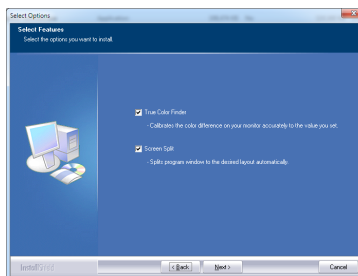 Select Options
Select Features
Select the options you want to install.
True Color Finder
- Calibrates the color difference on your monitor accurately to the value you set.
Screen Split
- Splits program window to the desired layout automatically.
InstallShield
< Back
Next >
Cancel